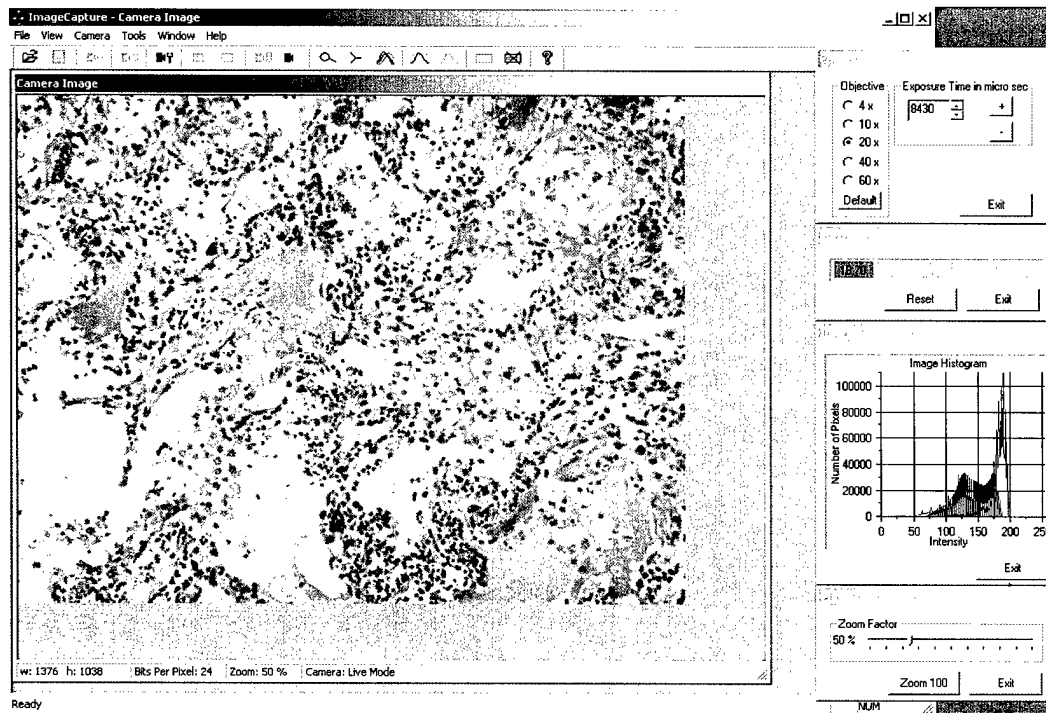 ImageCapture - Camera Image
File View Camera Tools Window Help
Camera Image
Objective
4 x
10 x
20 x
40 x
60 x
Default
Exposure Time in micro sec
8430
+
-
Exit
Reset Exit
Image Histogram
Number of Pixels
100000
80000
60000
40000
20000
0
0 50 100 150 200 250
Intensity
Exit
Zoom Factor
50 %
Zoom 100 Exit
w: 1376 h: 1038 Bits Per Pixel: 24 Zoom: 50 % Camera: Live Mode
Ready
NUM